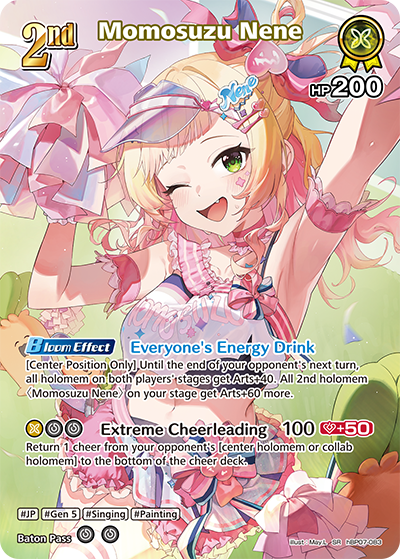 2nd
Momosuzu Nene
HP200
Nene
Bloom Effect Everyone's Energy Drink
[Center Position Only] Until the end of your opponent's next turn,
all holomem on both players' stages get Arts+40. All 2nd holomem
〈Momosuzu Nene〉 on your stage get Arts+60 more.
Extreme Cheerleading 100 +50
Return 1 cheer from your opponent's [center holomem or collab
holomem] to the bottom of the cheer deck.
#JP #Gen 5 #Singing #Painting
Baton Pass
Illust: May.L SR hBP07-083